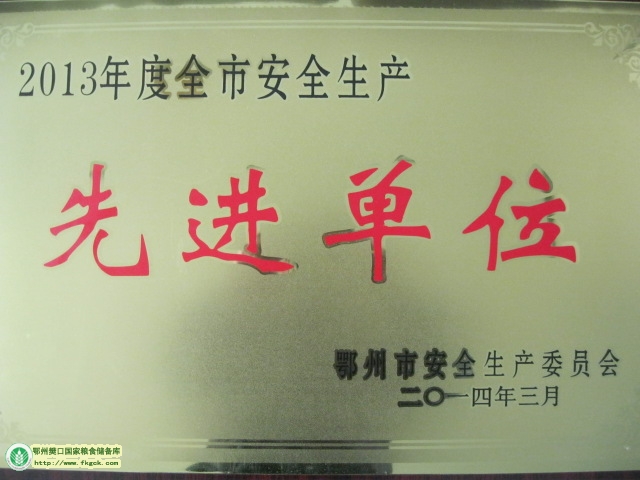 2013年度全市安全生产
先进单位
鄂州市安全生产委员会
二〇一四年三月
鄂州樊口国家粮食储备库
http://www.fkgck.com